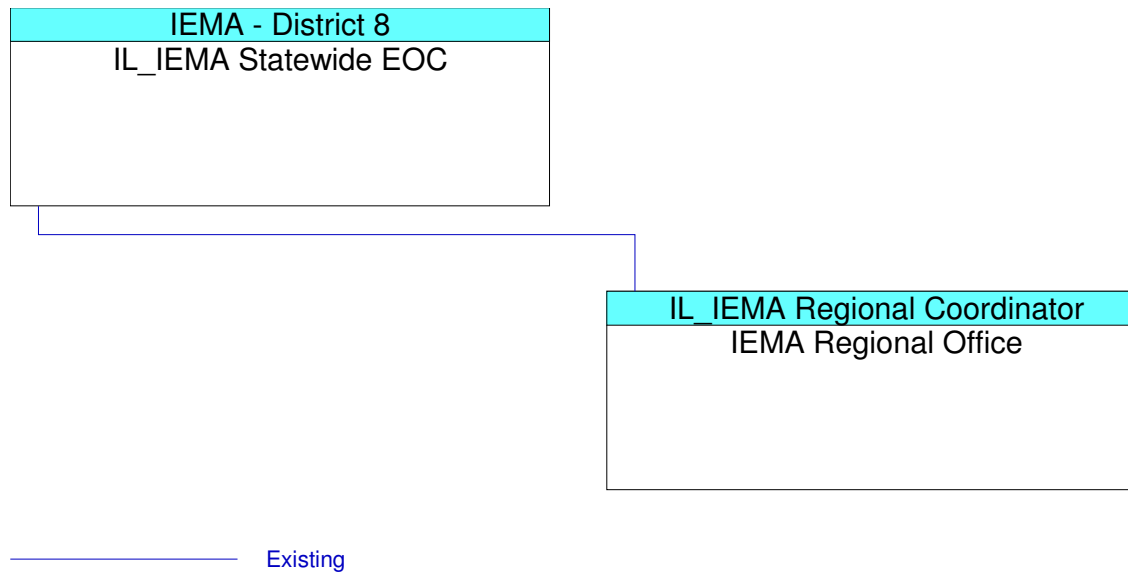 IEMA - District 8
IL_IEMA Statewide EOC
IL_IEMA Regional Coordinator
IEMA Regional Office
Existing